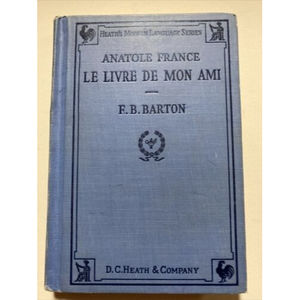 HEATH'S MODERN LANGUAGE SERIES
ANATOLE FRANCE
LE LIVRE DE MON AMI
F. B. BARTON
D. C. HEATH & COMPANY